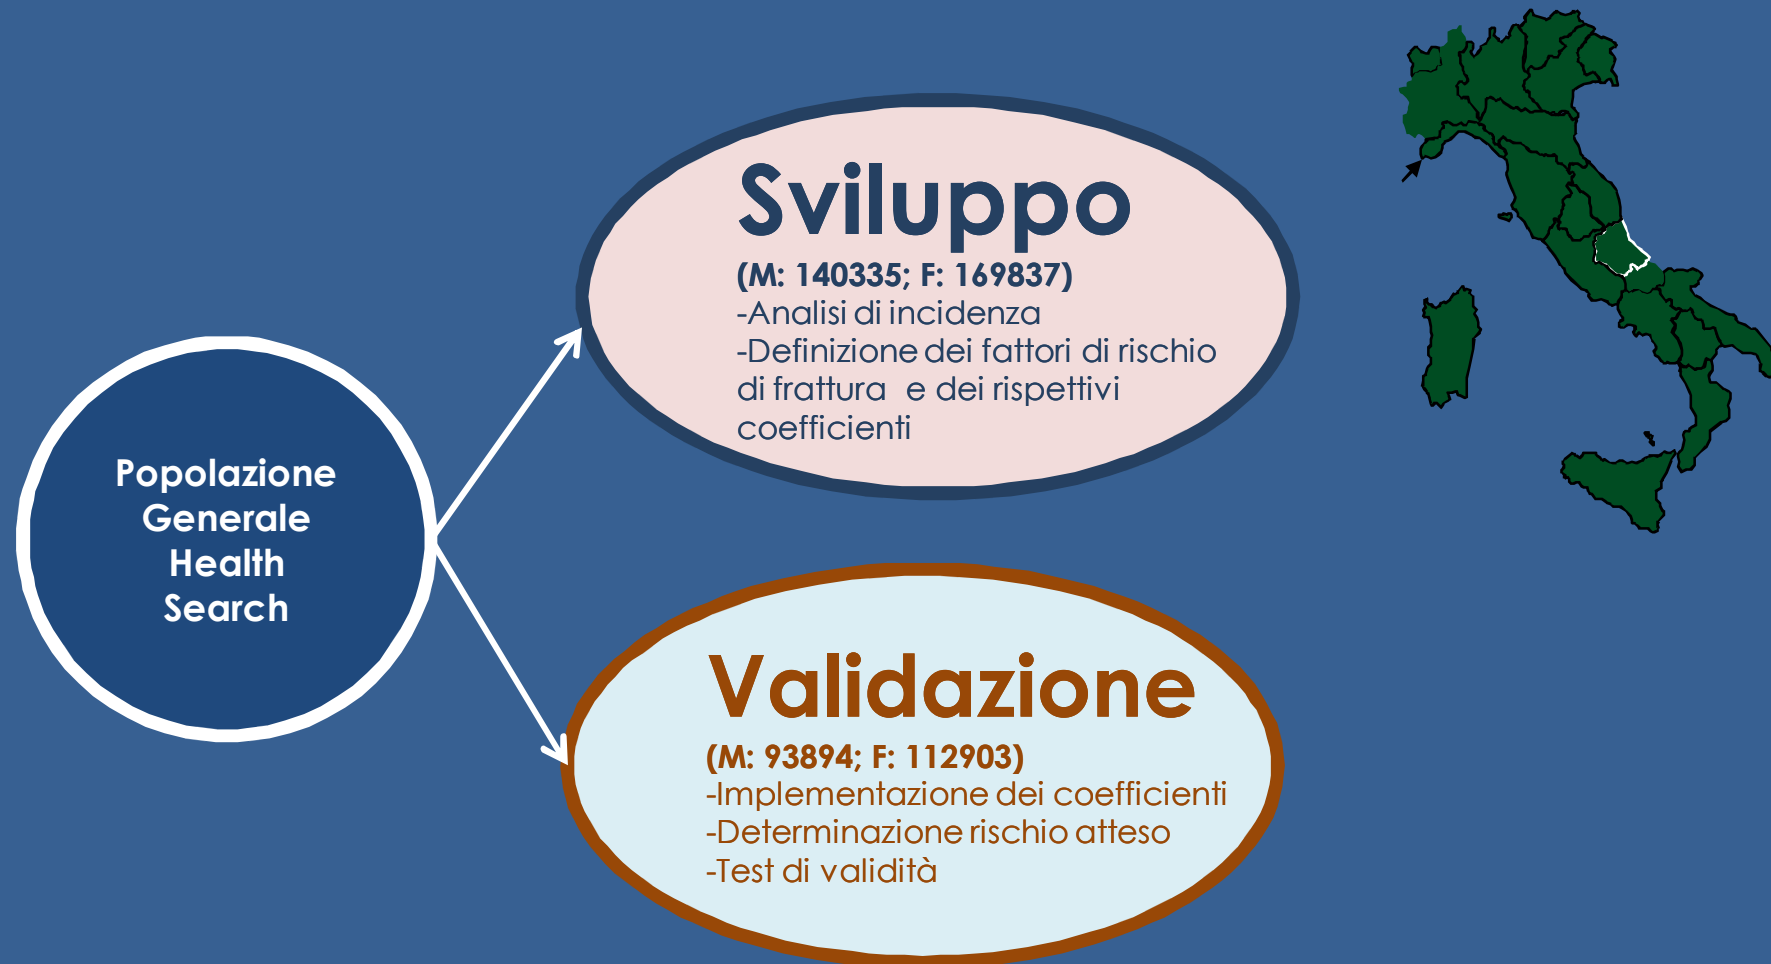 Popolazione
Generale
Health
Search
Sviluppo
(M: 140335; F: 169837)
-Analisi di incidenza
-Definizione dei fattori di rischio
di frattura e dei rispettivi
coefficienti
Validazione
(M: 93894; F: 112903)
-Implementazione dei coefficienti
-Determinazione rischio atteso
-Test di validità